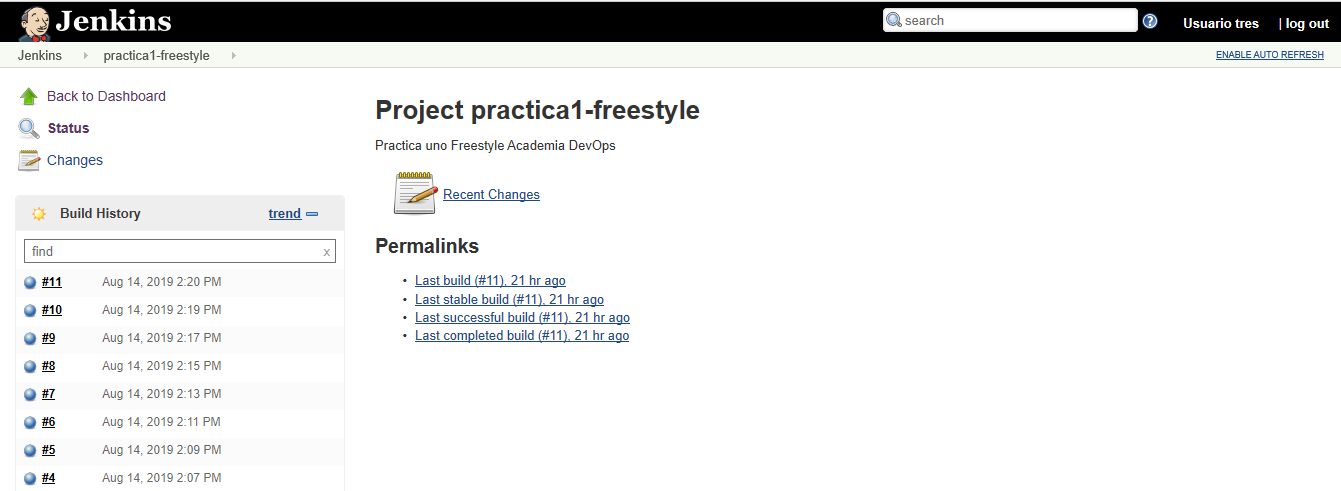 Jenkins
search
?
Usuario tres | log out
Jenkins practica1-freestyle
ENABLE AUTO REFRESH
Back to Dashboard
Status
Changes
Build History trend
find x
#11 Aug 14, 2019 2:20 PM
#10 Aug 14, 2019 2:19 PM
#9 Aug 14, 2019 2:17 PM
#8 Aug 14, 2019 2:15 PM
#7 Aug 14, 2019 2:13 PM
#6 Aug 14, 2019 2:11 PM
#5 Aug 14, 2019 2:09 PM
#4 Aug 14, 2019 2:07 PM
Project practica1-freestyle
Practica uno Freestyle Academia DevOps
Recent Changes
Permalinks
• Last build (#11), 21 hr ago
• Last stable build (#11), 21 hr ago
• Last successful build (#11), 21 hr ago
• Last completed build (#11), 21 hr ago